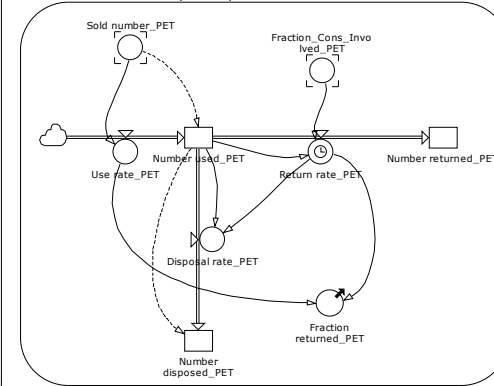 Sold number_PET
Fraction_Cons_Invo
lved_PET
Use rate_PET
Number used_PET
Return rate_PET
Number returned_PET
Disposal rate_PET
Fraction
returned_PET
Number
disposed_PET